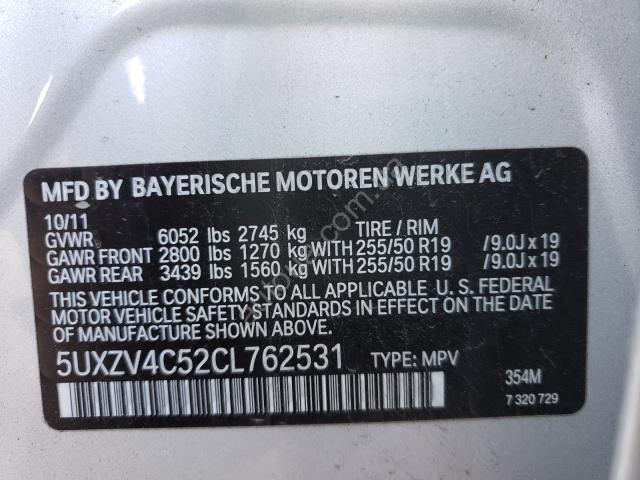 MFD BY BAYERISCHE MOTOREN WERKE AG
10/11
GVWR 6052 lbs 2745 kg TIRE / RIM
GAWR FRONT 2800 lbs 1270 kg WITH 255/50 R19 /9.0J x 19
GAWR REAR 3439 lbs 1560 kg WITH 255/50 R19 /9.0J x 19
THIS VEHICLE CONFORMS TO ALL APPLICABLE U. S. FEDERAL
MOTOR VEHICLE SAFETY STANDARDS IN EFFECT ON THE DATE
OF MANUFACTURE SHOWN ABOVE.
5UXZV4C52CL762531 TYPE: MPV
354M
7 320 729